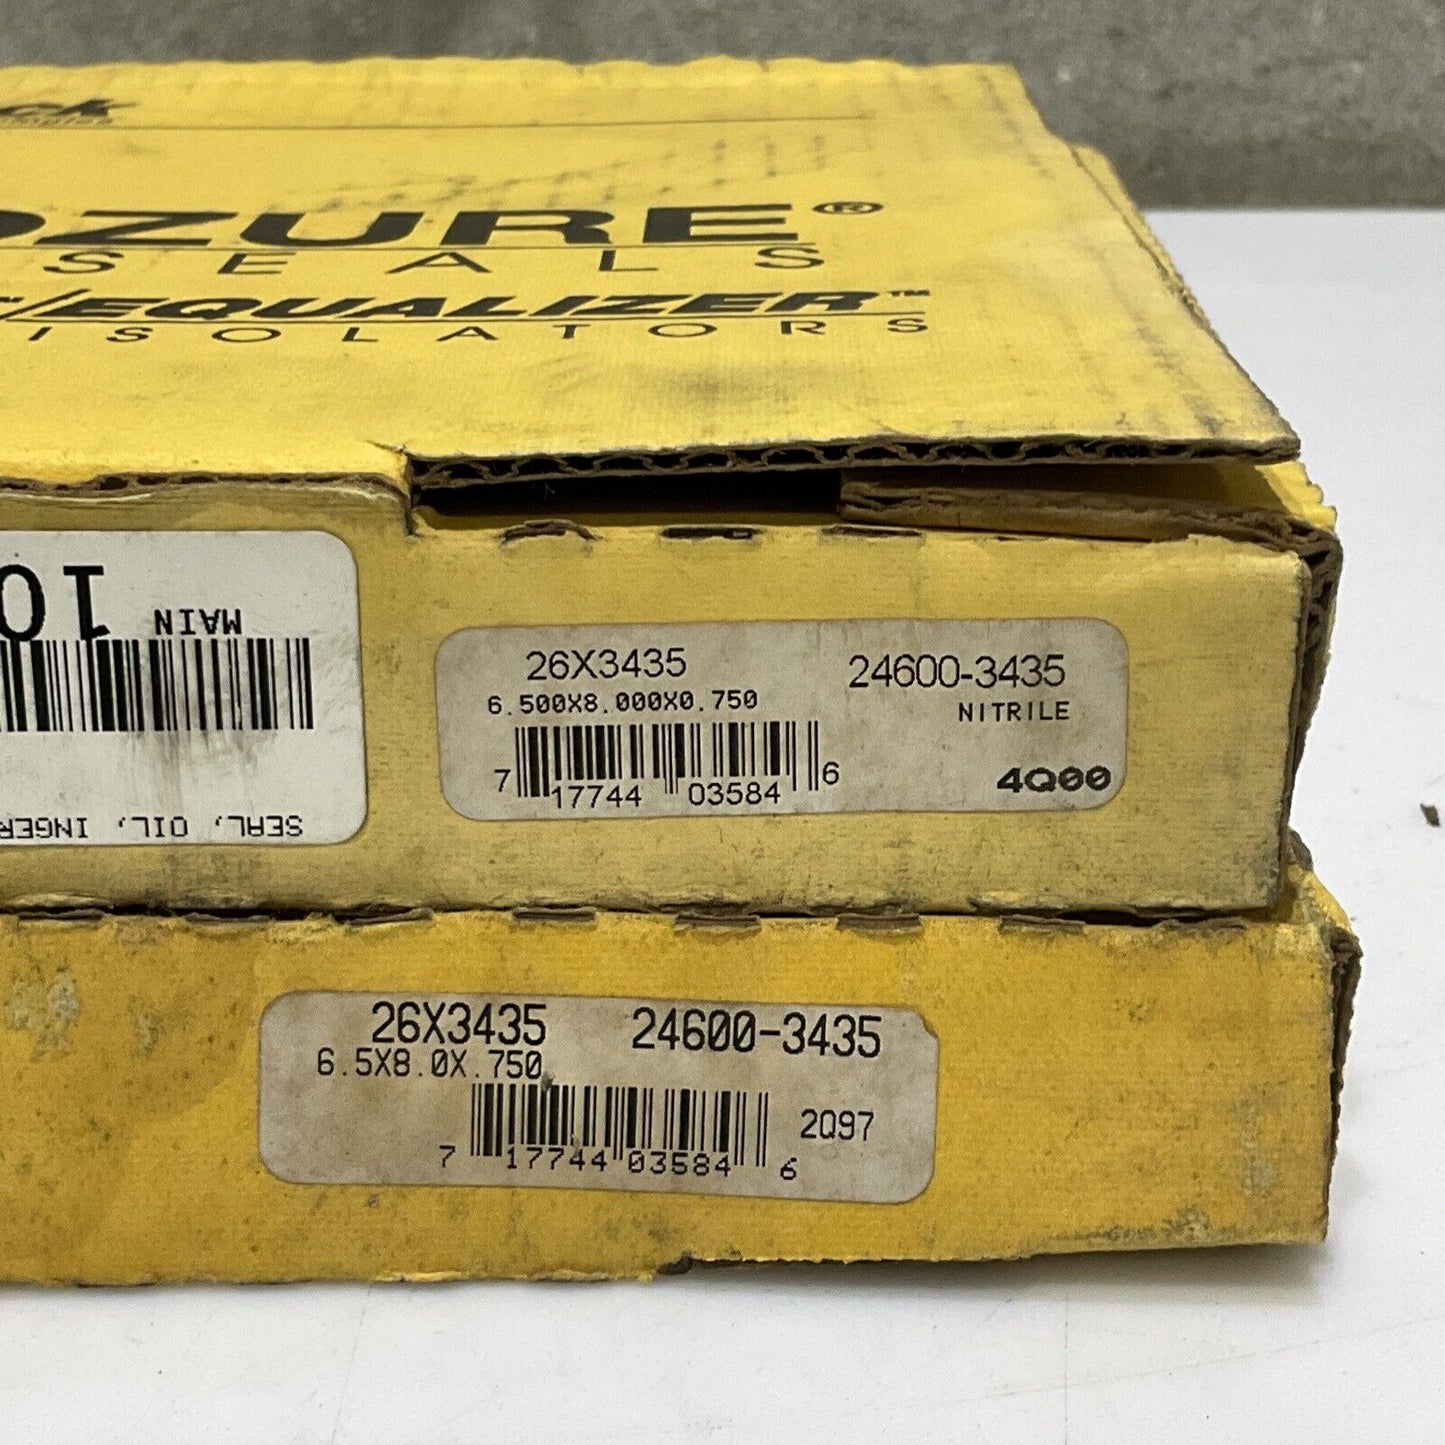 OZURE®
SEALS
/EQUALIZER™
ISOLATORS
MAIN 10
SEAL, OIL, INGER
26X3435 24600-3435
6.500X8.000X0.750 NITRILE
7 17744 03584 6
4Q00
26X3435 24600-3435
6.5X8.0X.750
2Q97
7 17744 03584 6